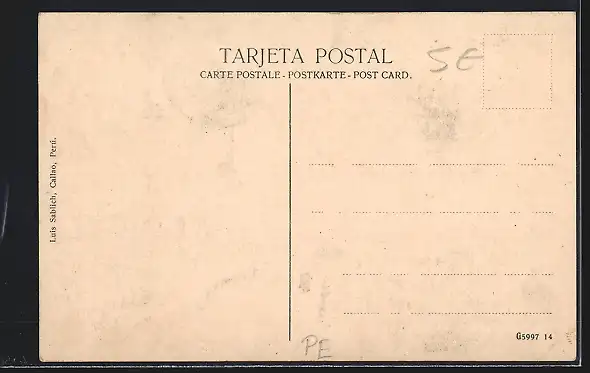 TARJETA POSTAL
CARTE POSTALE - POSTKARTE - POST CARD.
5E
Luis Sablich, Callao, Perú.
G5997 14
PE